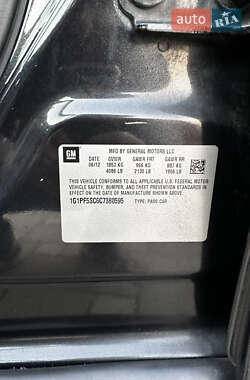 AUTO
RIA
GM
MFD BY GENERAL MOTORS LLC
DATE GVWR GAWR FRT GAWR RR
06/12 1853 KG 966 KG 887 KG
4086 LB 2130 LB 1956 LB
THIS VEHICLE CONFORMS TO ALL APPLICABLE U.S. FEDERAL MOTOR
VEHICLE SAFETY, BUMPER, AND THEFT PREVENTION STANDARDS IN
EFFECT ON THE DATE OF MANUFACTURE SHOWN ABOVE.
1G1PF5SC6C7380595 TYPE: PASS CAR